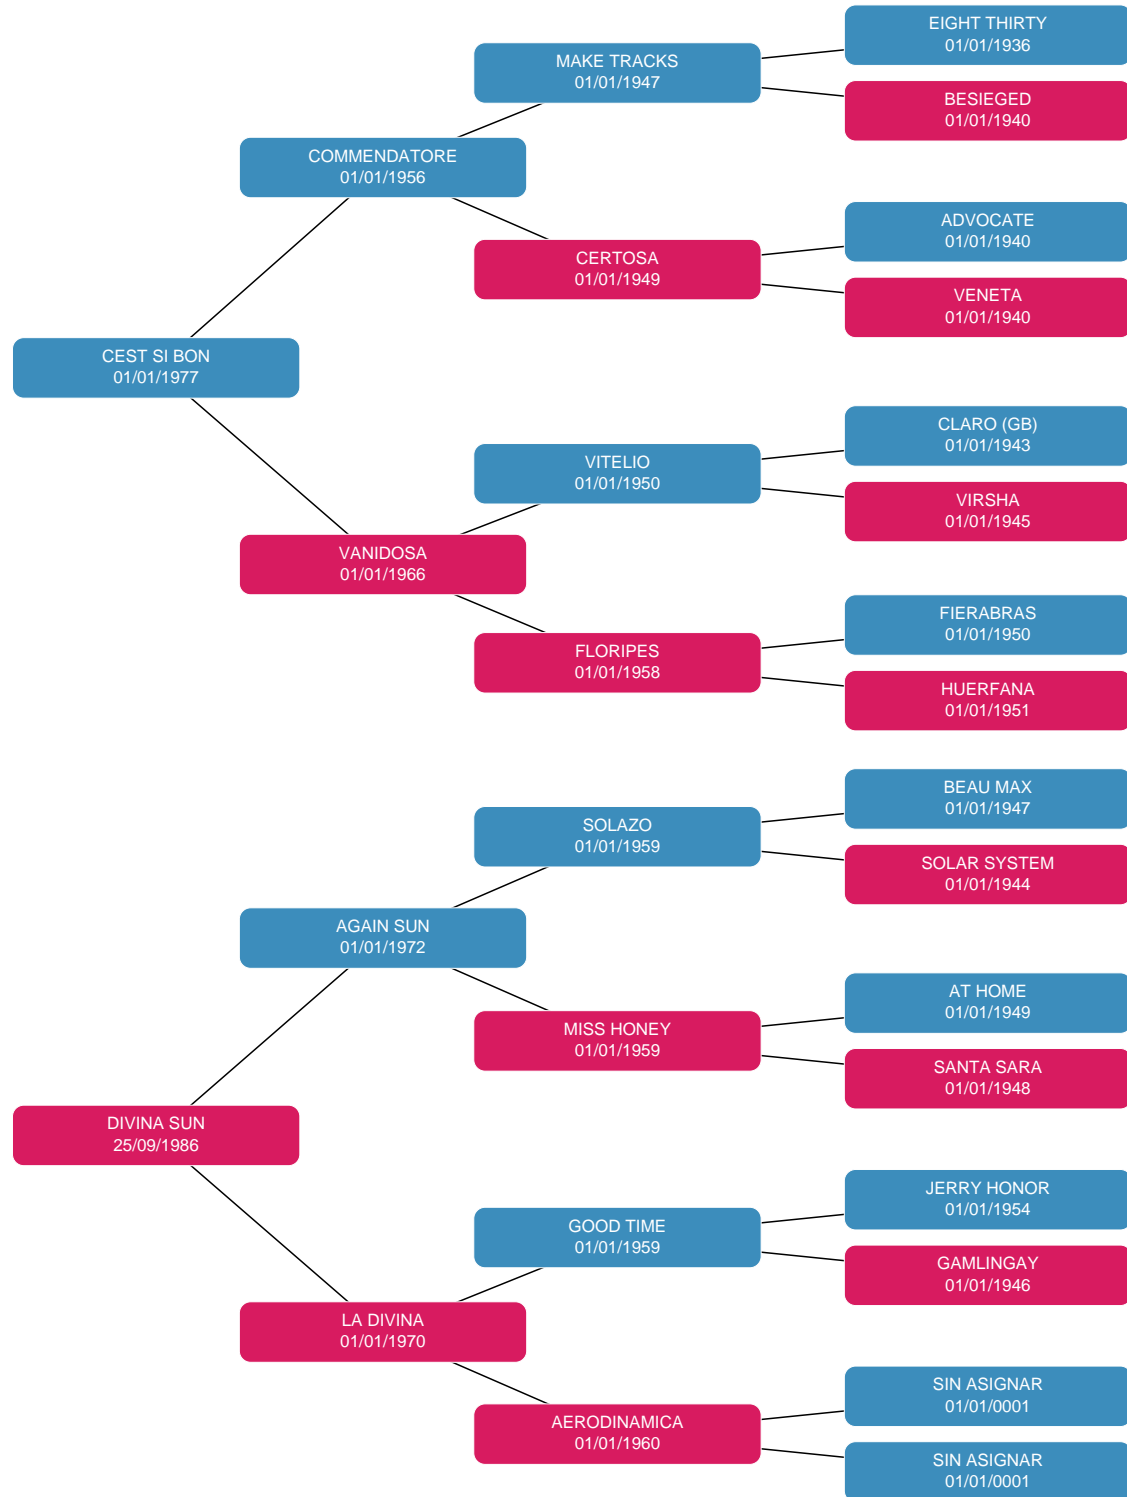 EIGHT THIRTY
01/01/1936
MAKE TRACKS
01/01/1947
BESIEGED
01/01/1940
COMMENDATORE
01/01/1956
ADVOCATE
01/01/1940
CERTOSA
01/01/1949
VENETA
01/01/1940
CEST SI BON
01/01/1977
CLARO (GB)
01/01/1943
VITELIO
01/01/1950
VIRSHA
01/01/1945
VANIDOSA
01/01/1966
FIERABRAS
01/01/1950
FLORIPES
01/01/1958
HUERFANA
01/01/1951
BEAU MAX
01/01/1947
SOLAZO
01/01/1959
SOLAR SYSTEM
01/01/1944
AGAIN SUN
01/01/1972
AT HOME
01/01/1949
MISS HONEY
01/01/1959
SANTA SARA
01/01/1948
DIVINA SUN
25/09/1986
JERRY HONOR
01/01/1954
GOOD TIME
01/01/1959
GAMLINGAY
01/01/1946
LA DIVINA
01/01/1970
SIN ASIGNAR
01/01/0001
AERODINAMICA
01/01/1960
SIN ASIGNAR
01/01/0001